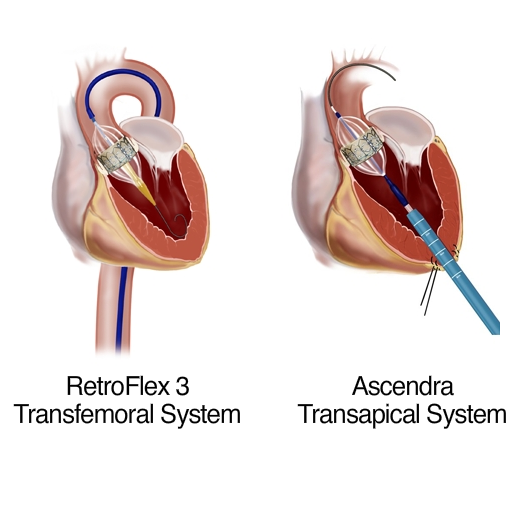 RetroFlex 3
Transfemoral System
Ascendra
Transapical System